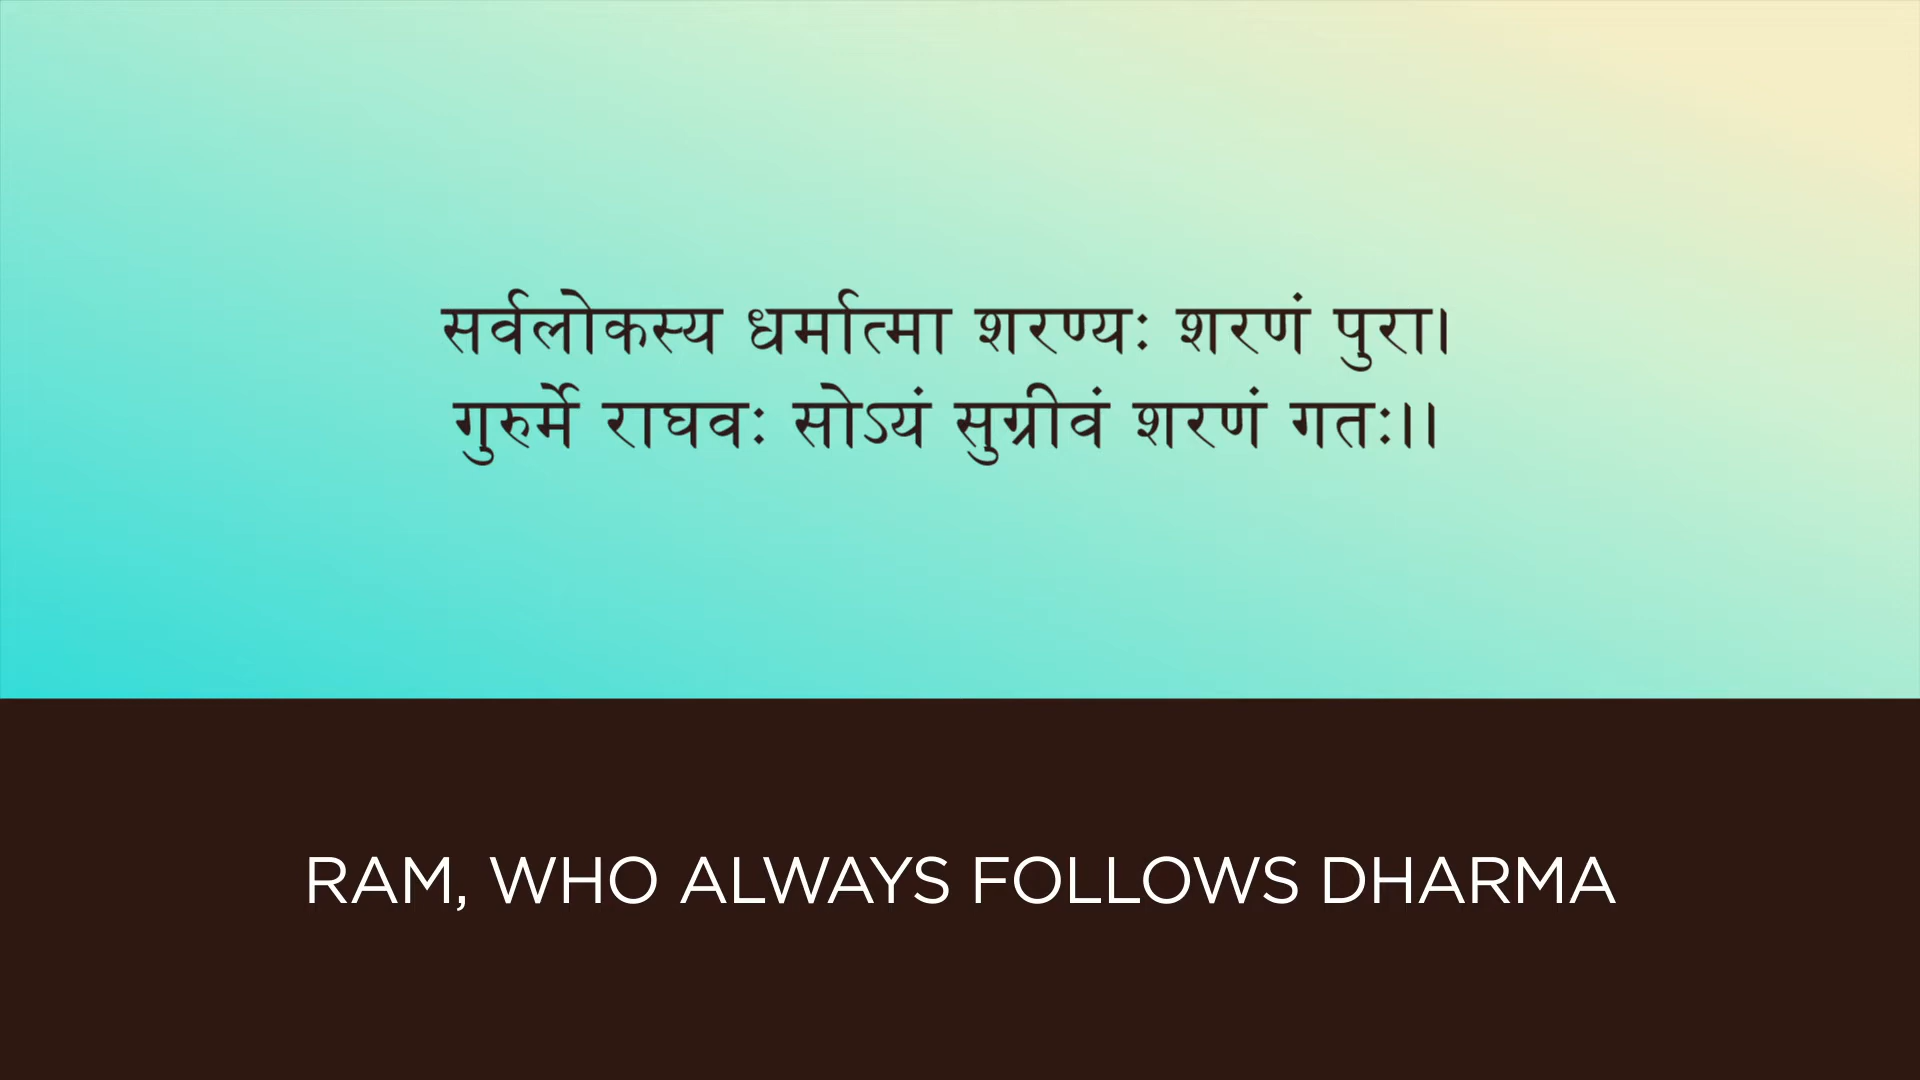 सर्वलोकस्य धर्मात्मा शरण्यः शरणं पुरा।
गुरुर्मे राघवः सोऽयं सुग्रीवं शरणं गतः।।
RAM, WHO ALWAYS FOLLOWS DHARMA